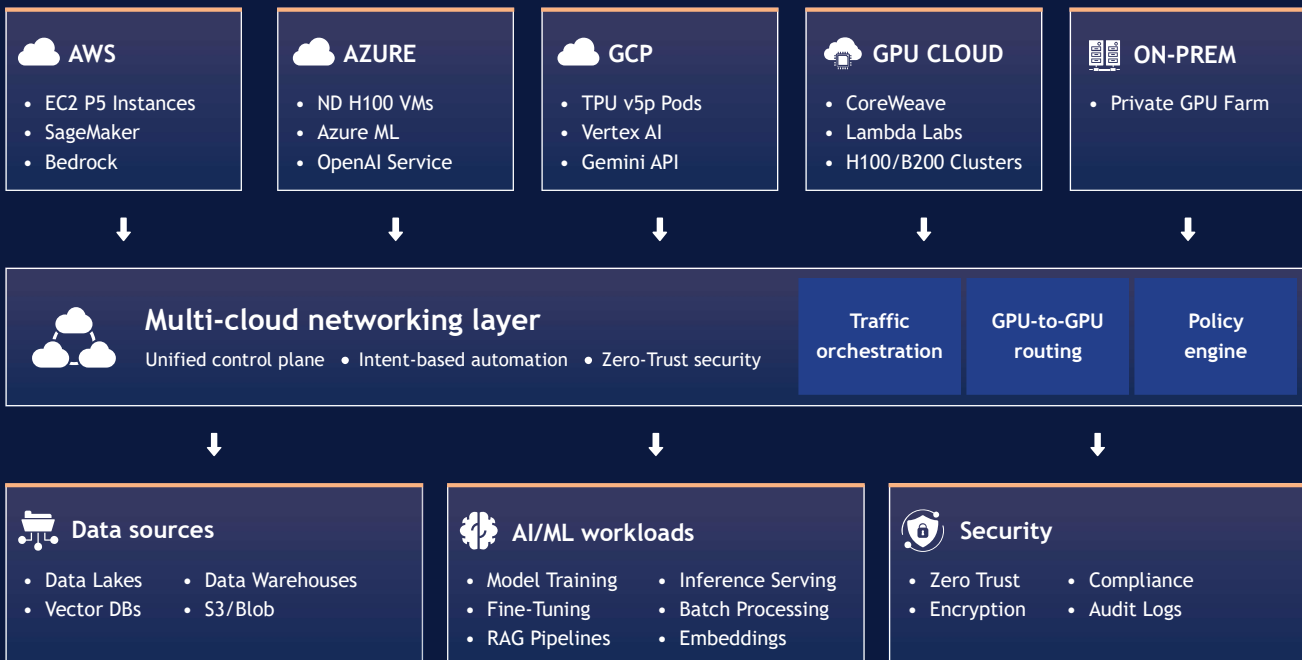 AWS
• EC2 P5 Instances
• SageMaker
• Bedrock
AZURE
• ND H100 VMs
• Azure ML
• OpenAI Service
GCP
• TPU v5p Pods
• Vertex AI
• Gemini API
GPU CLOUD
• CoreWeave
• Lambda Labs
• H100/B200 Clusters
ON-PREM
• Private GPU Farm
Multi-cloud networking layer
Unified control plane • Intent-based automation • Zero-Trust security
Traffic
orchestration
GPU-to-GPU
routing
Policy
engine
Data sources
• Data Lakes
• Vector DBs
• Data Warehouses
• S3/Blob
AI/ML workloads
• Model Training
• Fine-Tuning
• RAG Pipelines
• Inference Serving
• Batch Processing
• Embeddings
Security
• Zero Trust
• Encryption
• Compliance
• Audit Logs